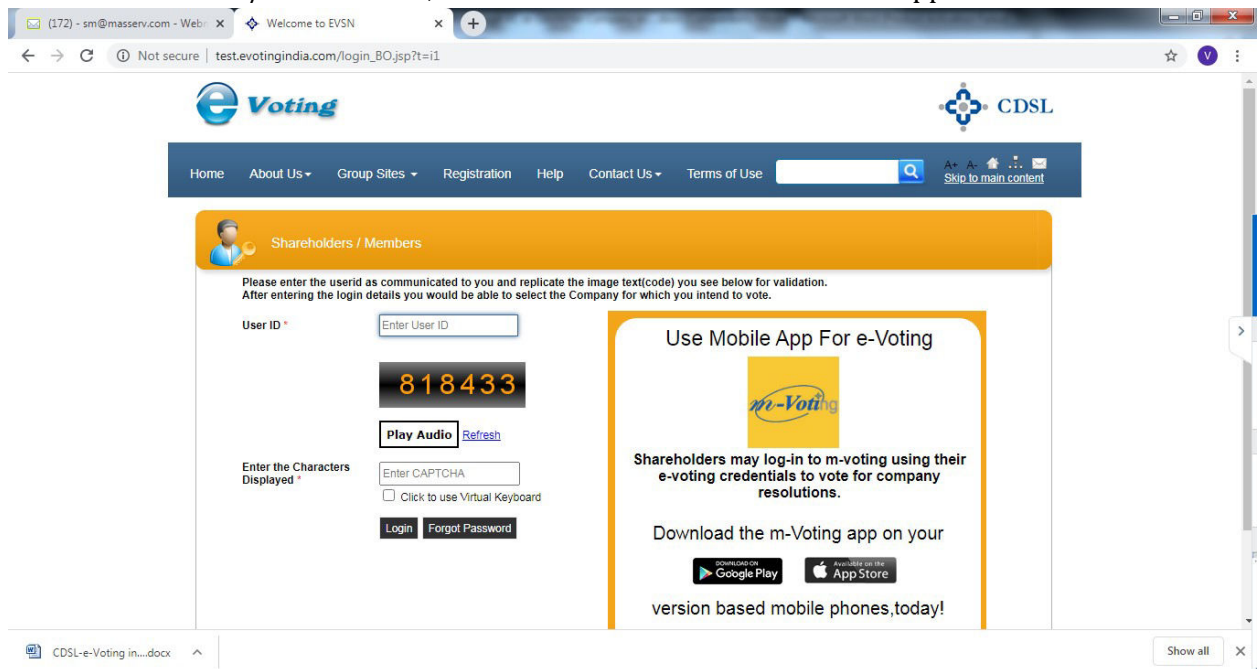 (172) - sm@masserv.com - Web
Welcome to EVSN
Not secure | test.evotingindia.com/login_BO.jsp?t=i1
V
e Voting
CDSL
Home About Us Group Sites Registration Help Contact Us Terms of Use
A+ A-
Skip to main content
Shareholders / Members
Please enter the userid as communicated to you and replicate the image text(code) you see below for validation.
After entering the login details you would be able to select the Company for which you intend to vote.
User ID *
Enter User ID
818433
Play Audio Refresh
Enter the Characters
Displayed *
Enter CAPTCHA
Click to use Virtual Keyboard
Login Forgot Password
Use Mobile App For e-Voting
m-Voting
Shareholders may log-in to m-voting using their
e-voting credentials to vote for company
resolutions.
Download the m-Voting app on your
DOWNLOAD ON
Google Play
Available on the
App Store
version based mobile phones,today!
CDSL-e-Voting in....docx
Show all